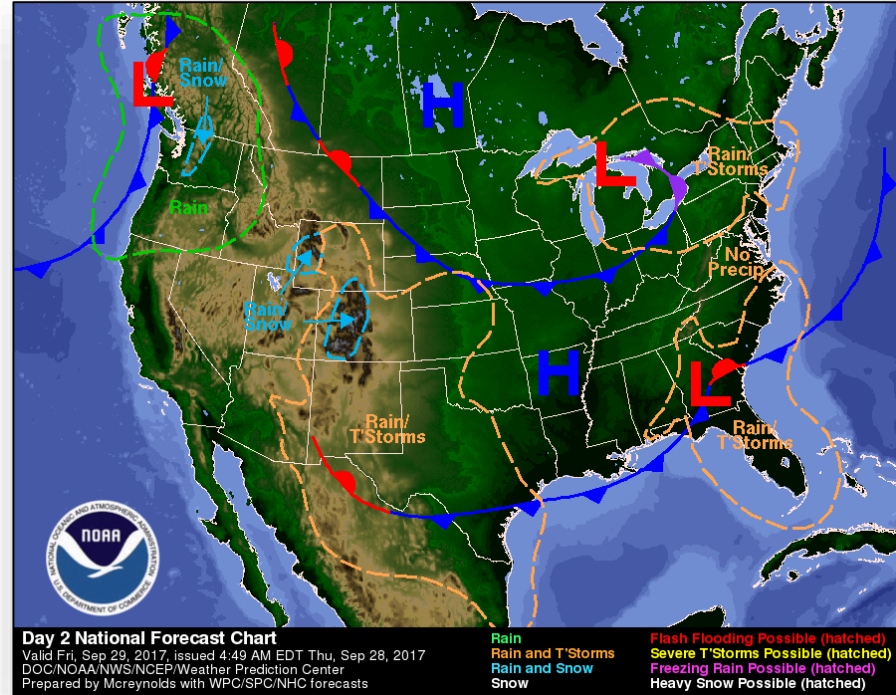 Rain/
Snow
L
H
L
Rain/
T'Storms
Rain
No
Precip
Rain/
Snow
H
L
Rain/
T'Storms
Rain/
T'Storms
NATIONAL OCEANIC AND ATMOSPHERIC ADMINISTRATION
NOAA
U.S. DEPARTMENT OF COMMERCE
Day 2 National Forecast Chart
Valid Fri, Sep 29, 2017, issued 4:49 AM EDT Thu, Sep 28, 2017
DOC/NOAA/NWS/NCEP/Weather Prediction Center
Prepared by Mcreynolds with WPC/SPC/NHC forecasts
Rain
Rain and T'Storms
Rain and Snow
Snow
Flash Flooding Possible (hatched)
Severe T'Storms Possible (hatched)
Freezing Rain Possible (hatched)
Heavy Snow Possible (hatched)